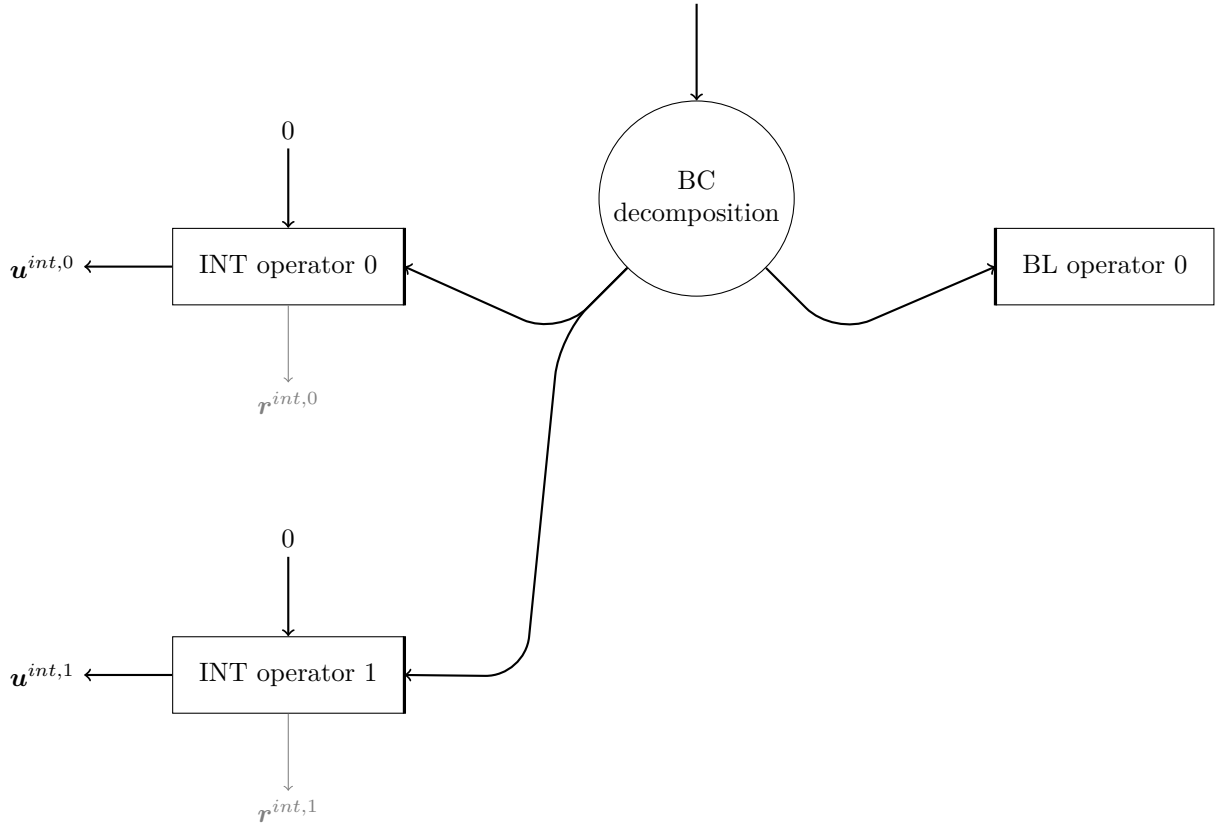 0
BC
decomposition
u^{int,0}
INT operator 0
BL operator 0
r^{int,0}
0
u^{int,1}
INT operator 1
r^{int,1}